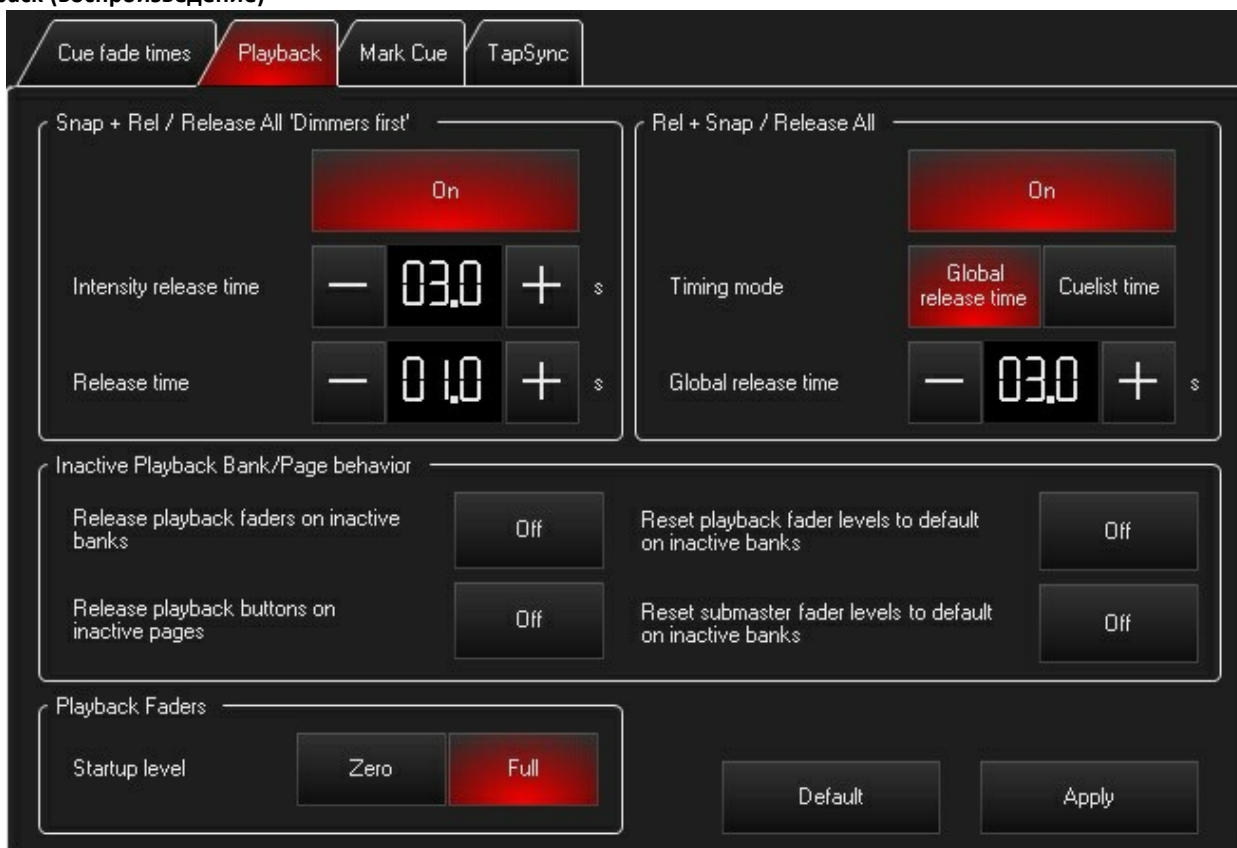 (воспроизведение)
Cue fade times
Playback
Mark Cue
TapSync
Snap + Rel / Release All 'Dimmers first'
On
Intensity release time
03.0
s
Release time
01.0
s
Rel + Snap / Release All
On
Timing mode
Global
release time
Cuelist time
Global release time
03.0
s
Inactive Playback Bank/Page behavior
Release playback faders on inactive
banks
Off
Reset playback fader levels to default
on inactive banks
Off
Release playback buttons on
inactive pages
Off
Reset submaster fader levels to default
on inactive banks
Off
Playback Faders
Startup level
Zero
Full
Default
Apply